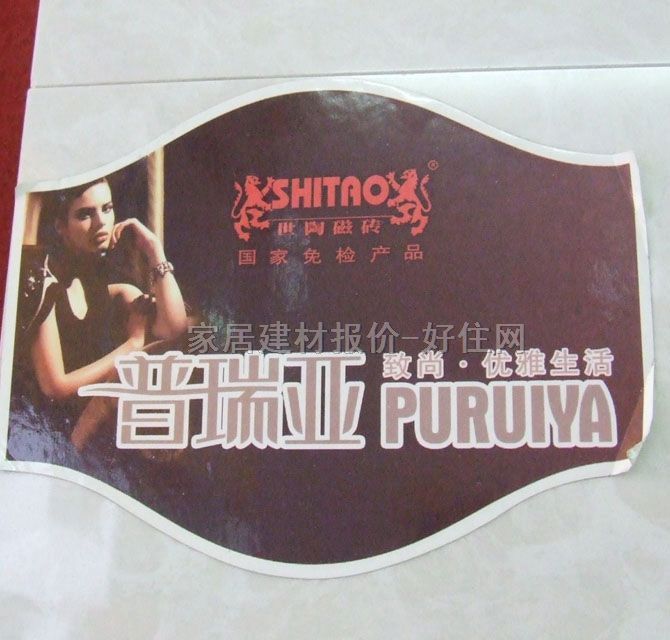 SHITAO®
世陶磁砖
国家免检产品
家居建材报价-好住网
致尚·优雅生活
普瑞亚 PURUIYA